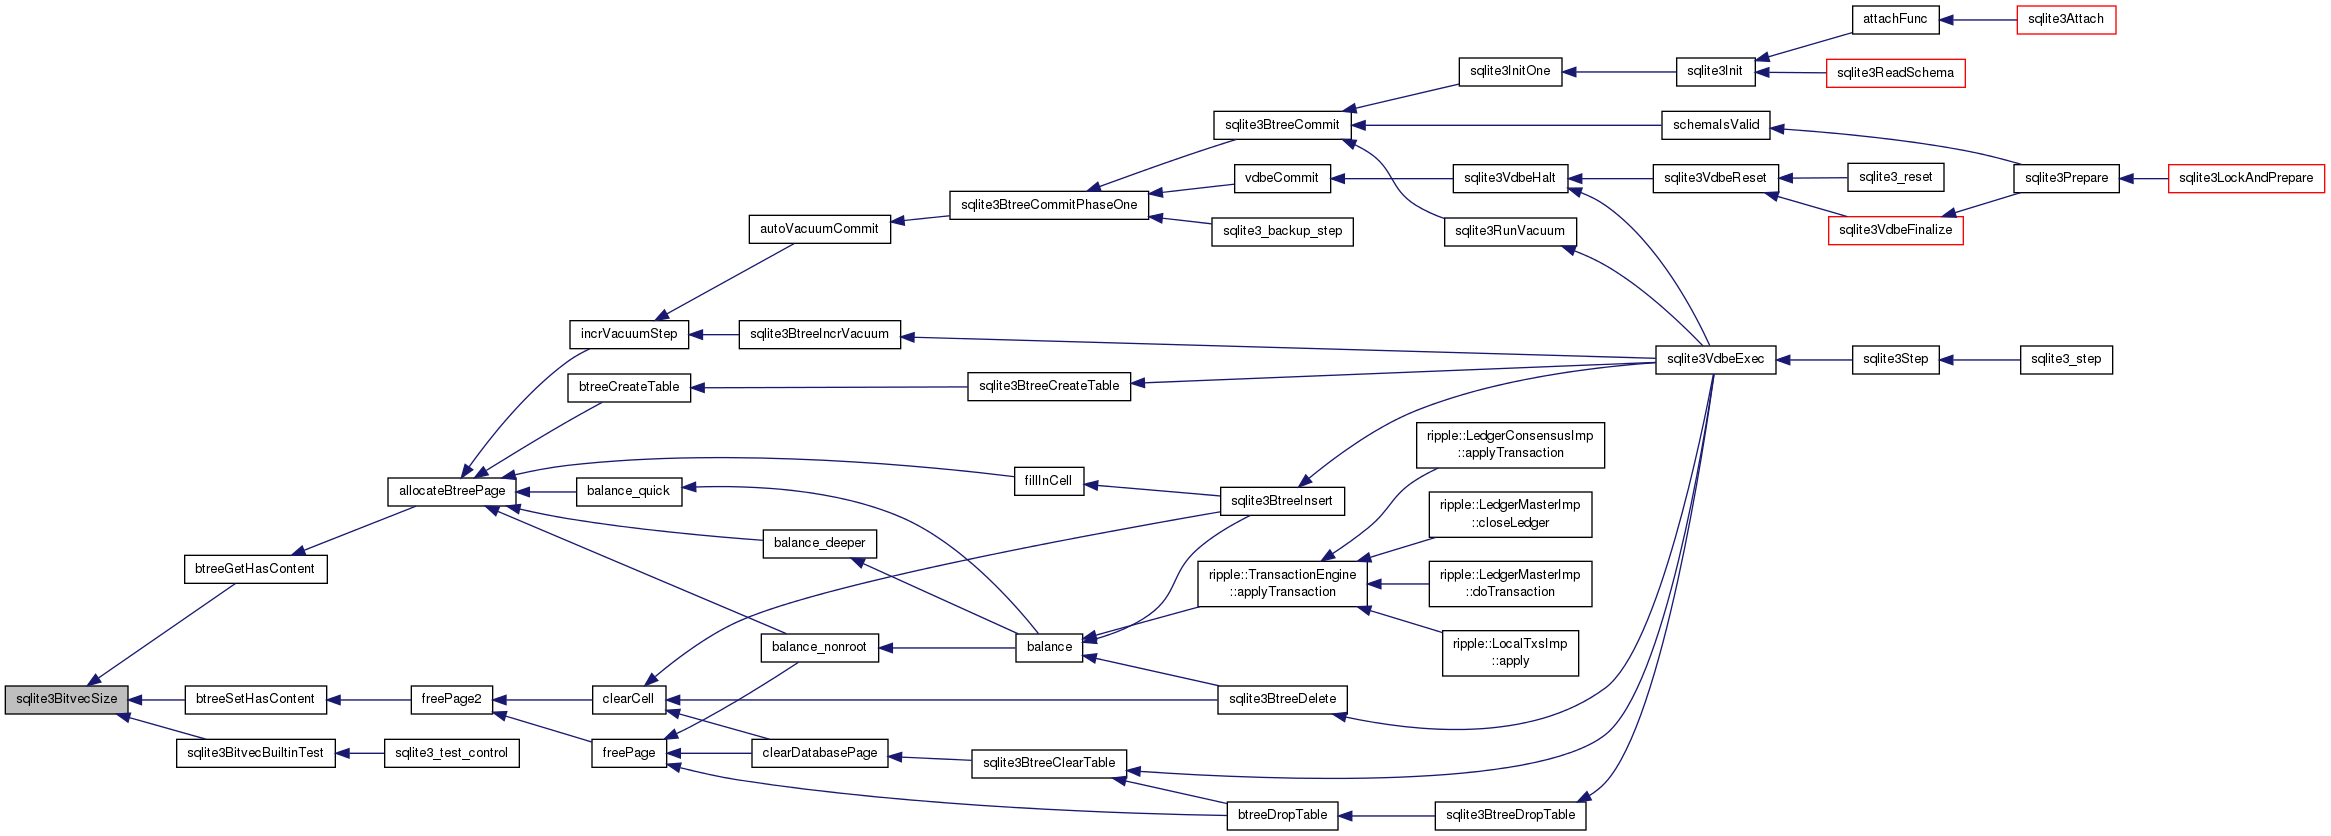 attachFunc
sqlite3Attach
sqlite3InitOne
sqlite3Init
sqlite3ReadSchema
sqlite3BtreeCommit
schemaIsValid
vdbeCommit
sqlite3VdbeHalt
sqlite3VdbeReset
sqlite3_reset
sqlite3Prepare
sqlite3LockAndPrepare
sqlite3BtreeCommitPhaseOne
autoVacuumCommit
sqlite3_backup_step
sqlite3RunVacuum
sqlite3VdbeFinalize
incrVacuumStep
sqlite3BtreeIncrVacuum
sqlite3VdbeExec
sqlite3Step
sqlite3_step
btreeCreateTable
sqlite3BtreeCreateTable
ripple::LedgerConsensusImp
::applyTransaction
allocateBtreePage
balance_quick
fillInCell
sqlite3BtreeInsert
ripple::LedgerMasterImp
::closeLedger
balance_deeper
btreeGetHasContent
ripple::TransactionEngine
::applyTransaction
ripple::LedgerMasterImp
::doTransaction
balance_nonroot
balance
ripple::LocalTxsImp
::apply
sqlite3BitvecSize
btreeSetHasContent
freePage2
clearCell
sqlite3BtreeDelete
sqlite3BitvecBuiltinTest
sqlite3_test_control
freePage
clearDatabasePage
sqlite3BtreeClearTable
btreeDropTable
sqlite3BtreeDropTable